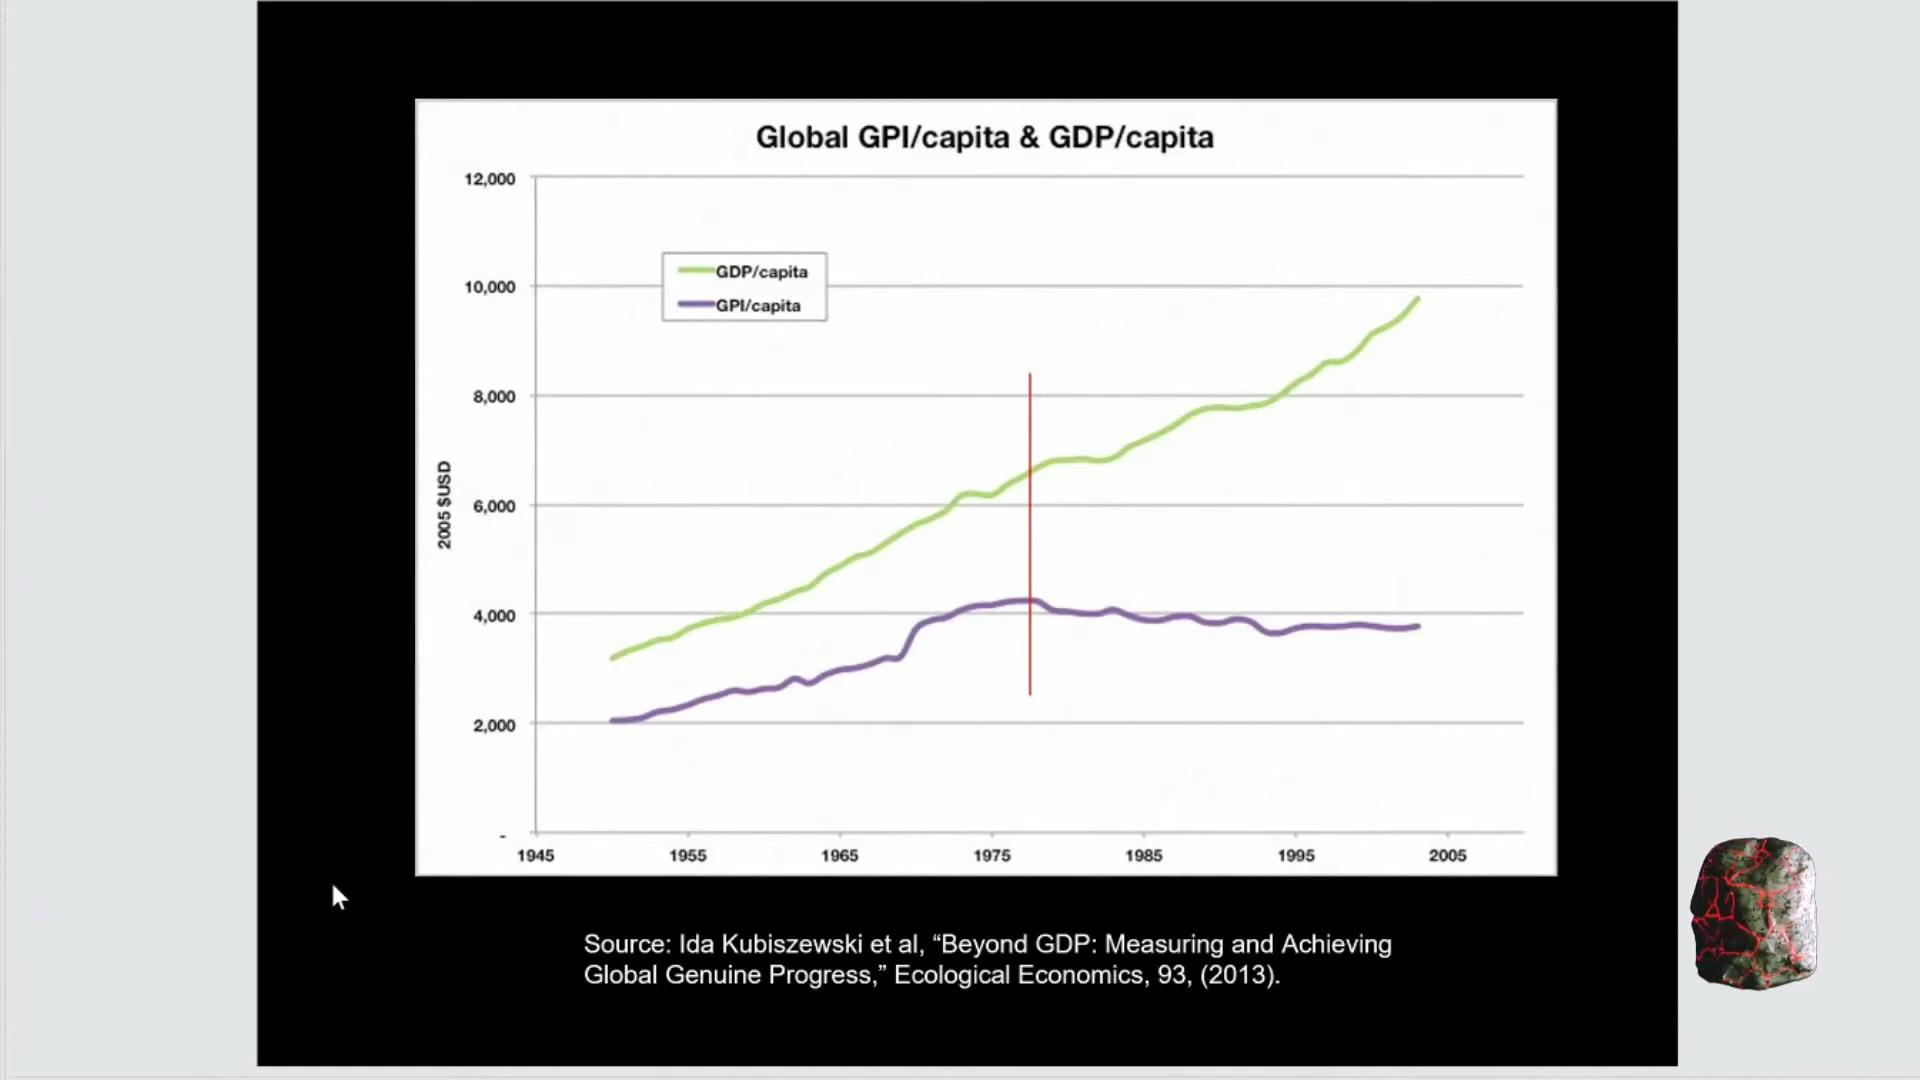 Global GPI/capita & GDP/capita
12,000
GDP/capita
10,000
GPI/capita
8,000
2005 $USD
6,000
4,000
2,000
-
1945 1955 1965 1975 1985 1995 2005
Source: Ida Kubiszewski et al, “Beyond GDP: Measuring and Achieving
Global Genuine Progress,” Ecological Economics, 93, (2013).